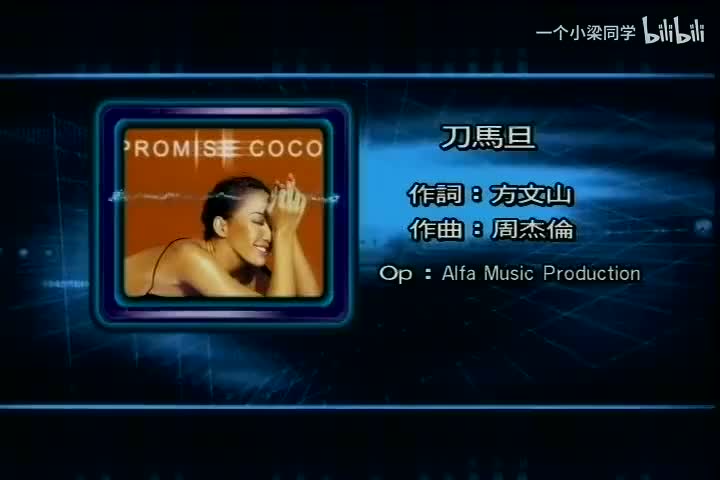 一个小梁同学 bilibili
PROMISE COCO
刀馬旦
作詞：方文山
作曲：周杰倫
Op：Alfa Music Production